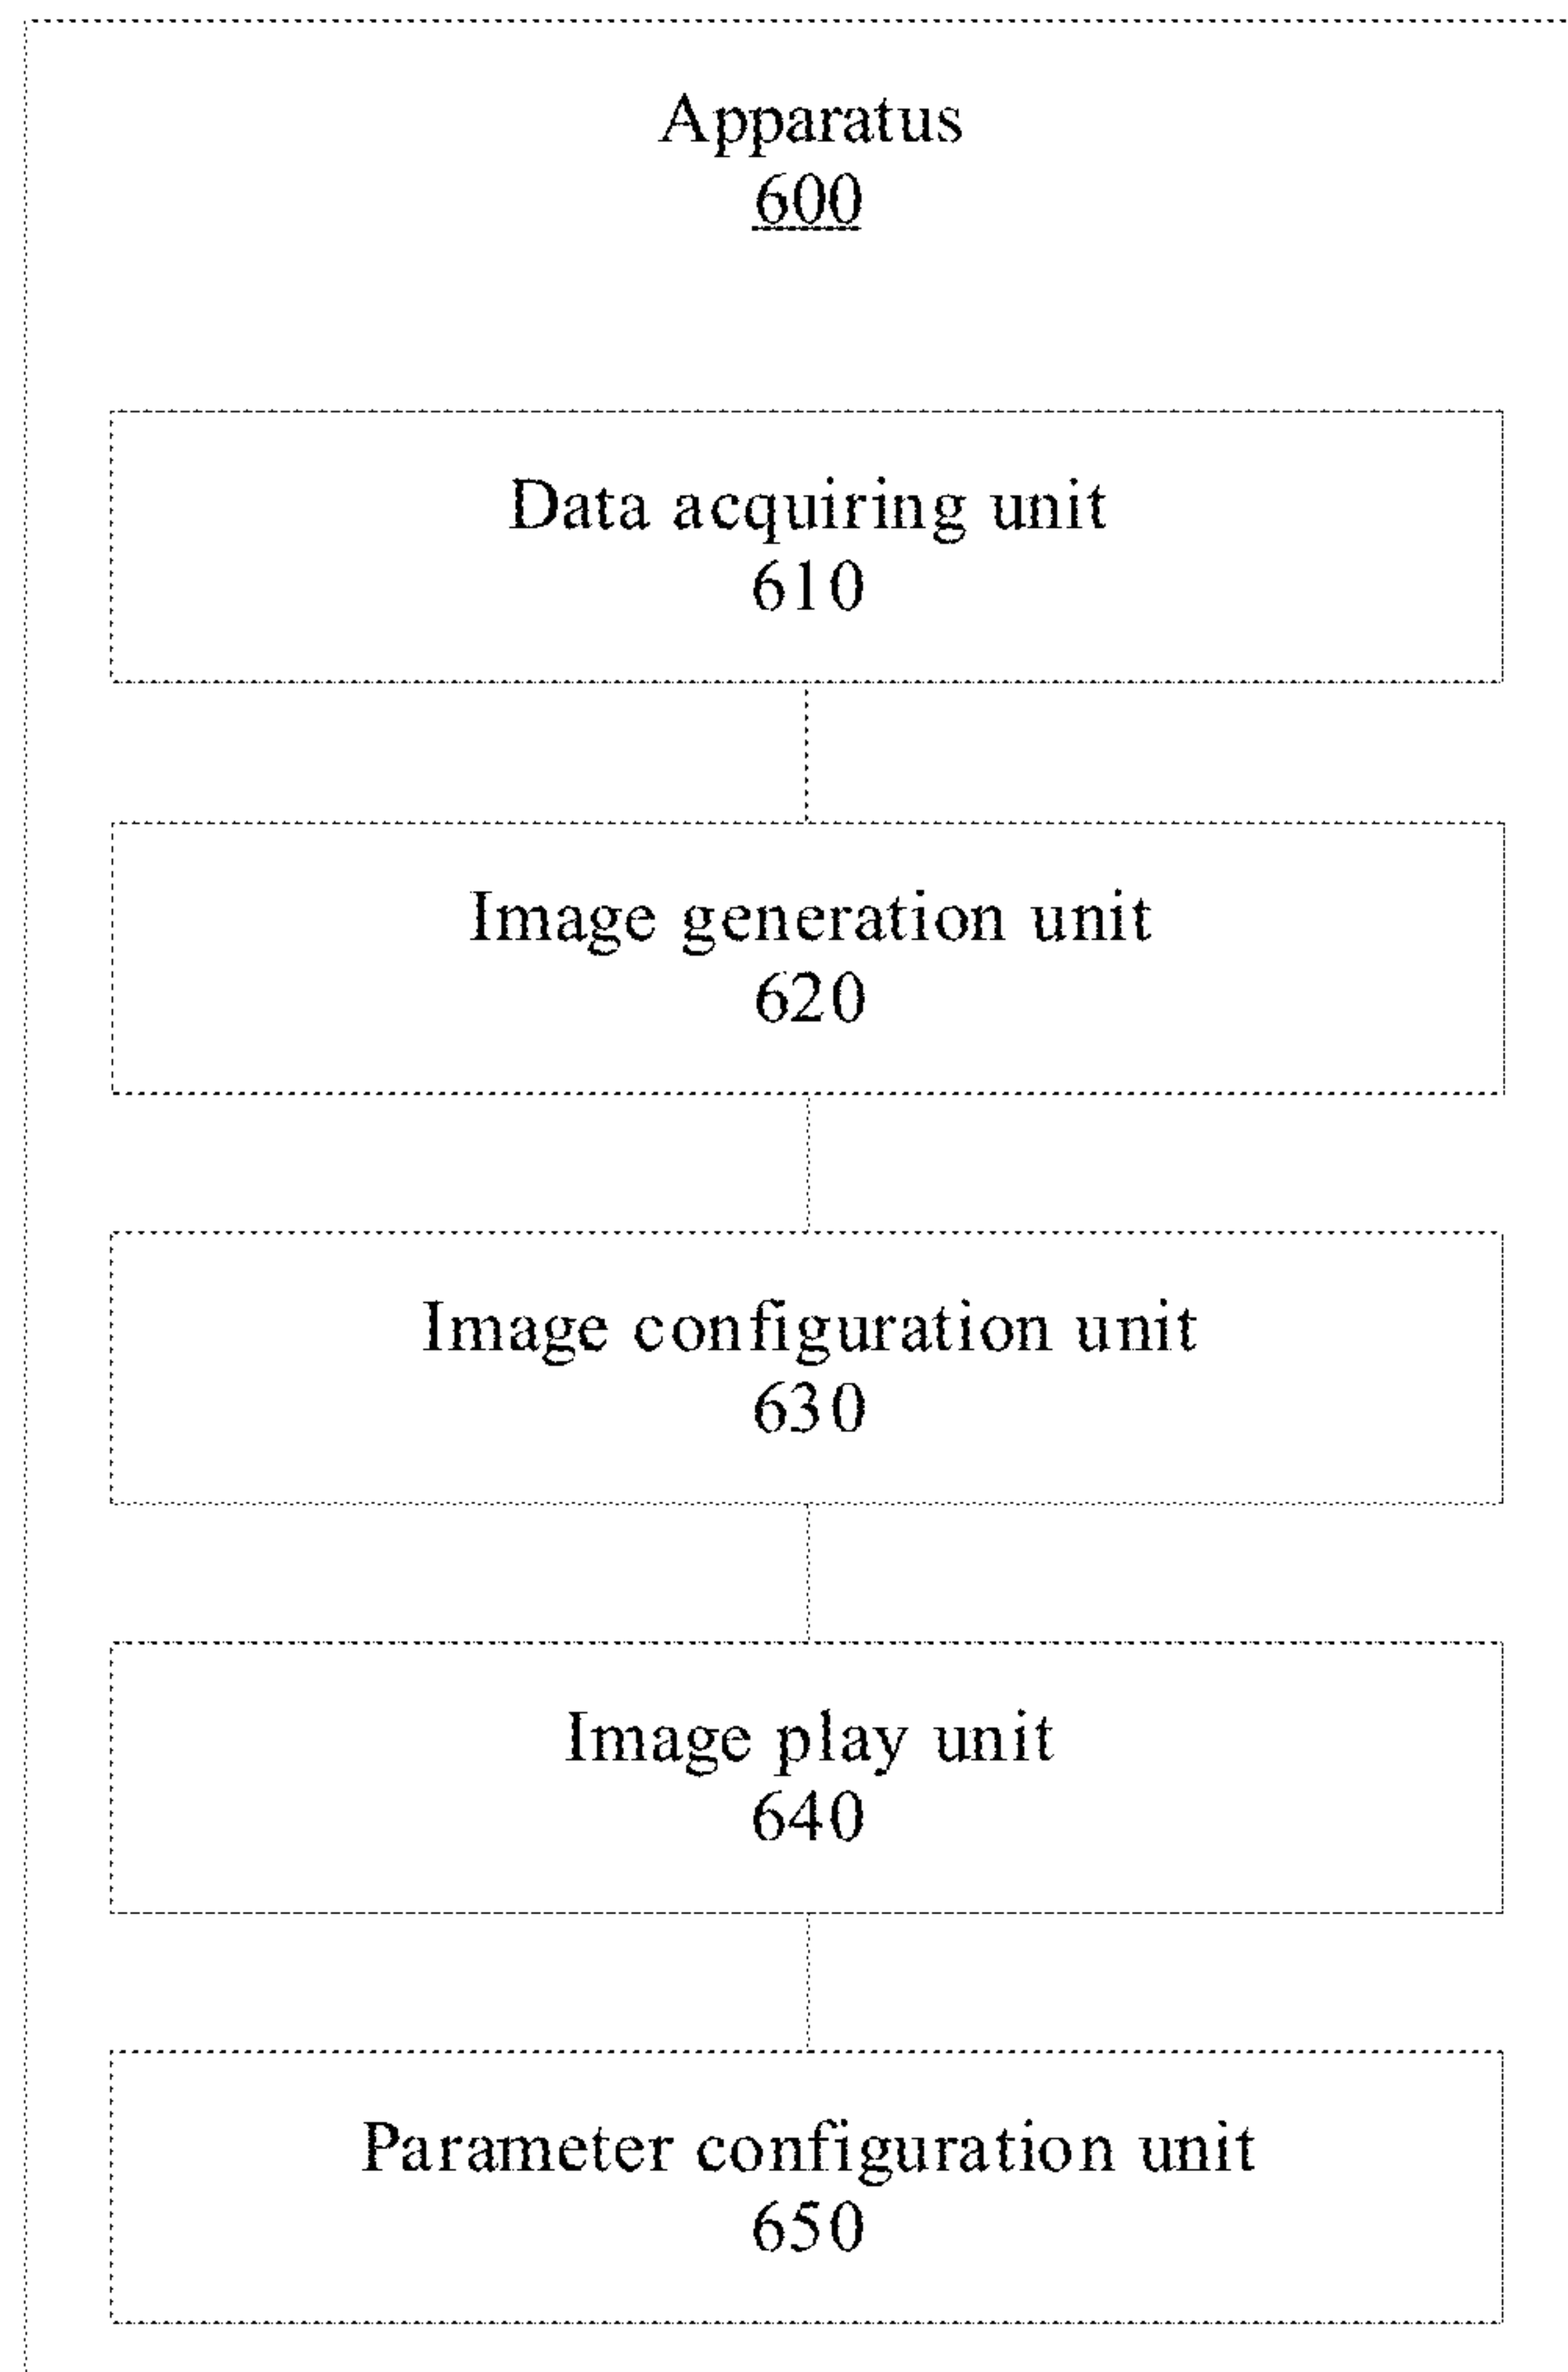 Apparatus
600
Data acquiring unit
610
Image generation unit
620
Image configuration unit
630
Image play unit
640
Parameter configuration unit
650